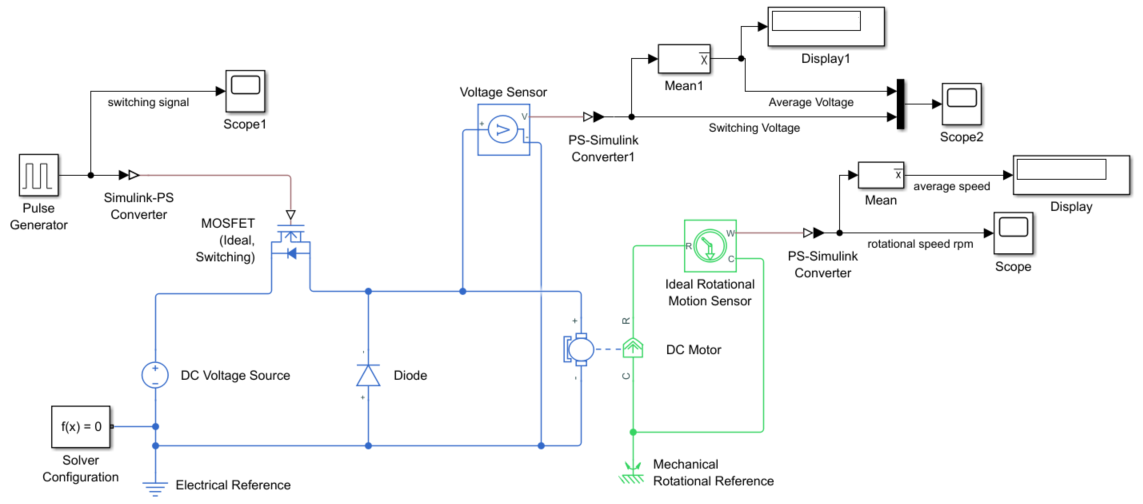 Display1
x
Mean1
Average Voltage
Switching Voltage
Scope2
Voltage Sensor
+
V
V
-
PS-Simulink
Converter1
switching signal
Scope1
Pulse
Generator
Simulink-PS
Converter
MOSFET
(Ideal,
Switching)
x
Mean
average speed
Display
rotational speed rpm
Scope
PS-Simulink
Converter
R
W
C
Ideal Rotational
Motion Sensor
+
-
R
C
DC Motor
+
-
DC Voltage Source
-
+
Diode
f(x) = 0
Solver
Configuration
Electrical Reference
Mechanical
Rotational Reference